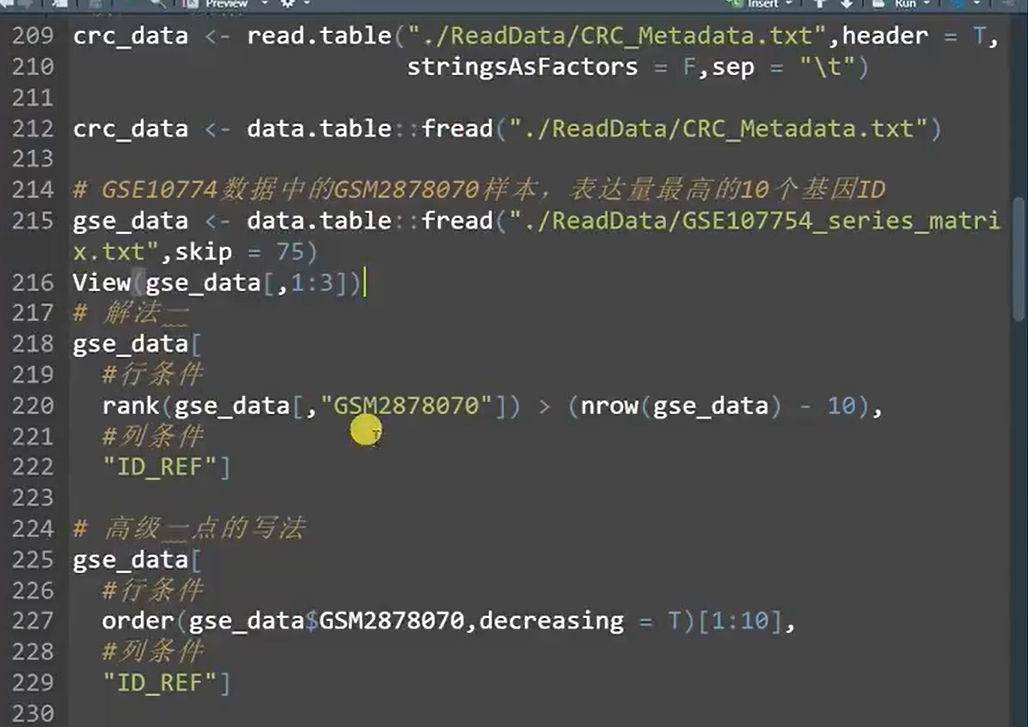 Preview Insert Run
209 crc_data <- read.table("./ReadData/CRC_Metadata.txt",header = T,
210 stringsAsFactors = F,sep = "\t")
211
212 crc_data <- data.table::fread("./ReadData/CRC_Metadata.txt")
213
214 # GSE10774数据中的GSM2878070样本，表达量最高的10个基因ID
215 gse_data <- data.table::fread("./ReadData/GSE107754_series_matri
x.txt",skip = 75)
216 View(gse_data[,1:3])
217 # 解法一
218 gse_data[
219 #行条件
220 rank(gse_data[,"GSM2878070"]) > (nrow(gse_data) - 10),
221 #列条件
222 "ID_REF"]
223
224 # 高级一点的写法
225 gse_data[
226 #行条件
227 order(gse_data$GSM2878070,decreasing = T)[1:10],
228 #列条件
229 "ID_REF"]
230